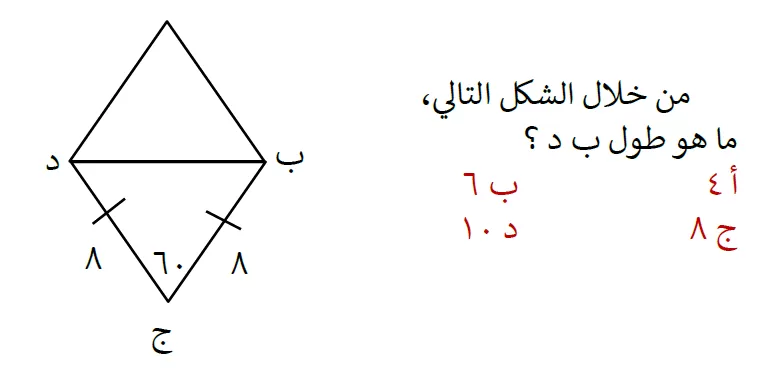 من خلال الشكل التالي،
ما هو طول ب د ؟
أ ٤ ب ٦
ج ٨ د ١٠
د ب
٨ ٦٠ ٨
ج